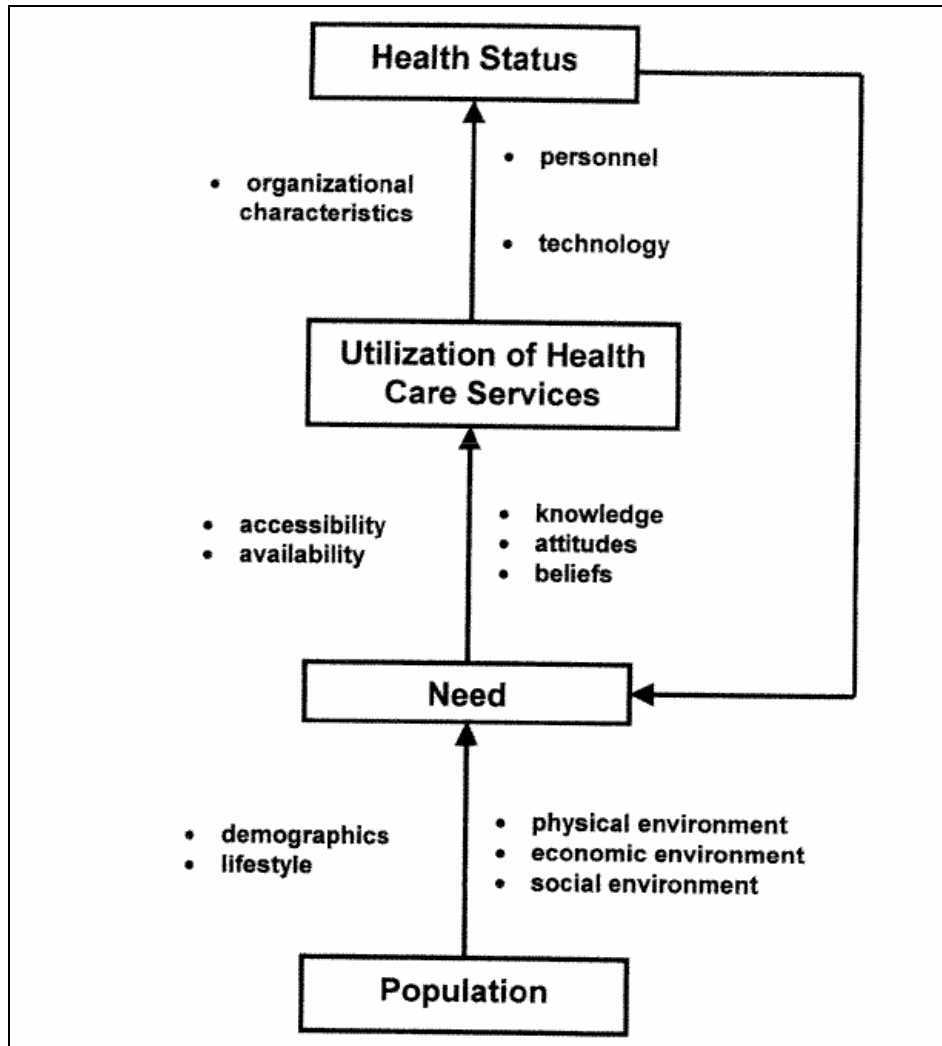 Health Status
• personnel
• organizational
characteristics
• technology
Utilization of Health
Care Services
• accessibility
• availability
• knowledge
• attitudes
• beliefs
Need
• demographics
• lifestyle
• physical environment
• economic environment
• social environment
Population